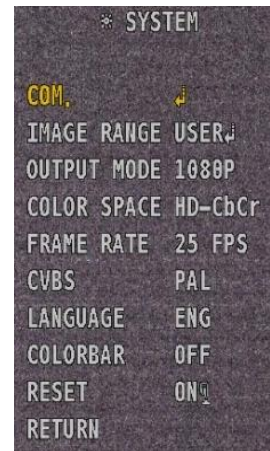 ※ SYSTEM
COM. ↲
IMAGE RANGE USER↲
OUTPUT MODE 1080P
COLOR SPACE HD-CbCr
FRAME RATE 25 FPS
CVBS PAL
LANGUAGE ENG
COLORBAR OFF
RESET ON
RETURN